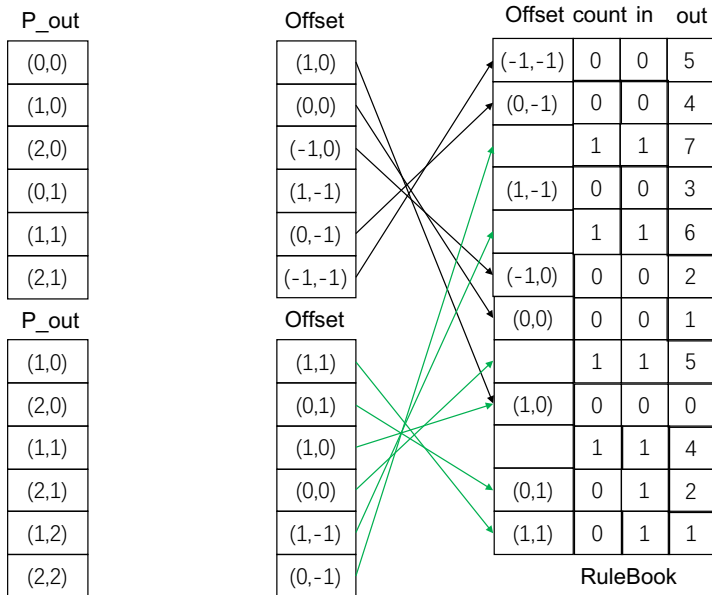 P_out
(0,0)
(1,0)
(2,0)
(0,1)
(1,1)
(2,1)
P_out
(1,0)
(2,0)
(1,1)
(2,1)
(1,2)
(2,2)
Offset
(1,0)
(0,0)
(-1,0)
(1,-1)
(0,-1)
(-1,-1)
Offset
(1,1)
(0,1)
(1,0)
(0,0)
(1,-1)
(0,-1)
Offset count in out
(-1,-1) 0 0 5
(0,-1) 0 0 4
1 1 7
(1,-1) 0 0 3
1 1 6
(-1,0) 0 0 2
(0,0) 0 0 1
1 1 5
(1,0) 0 0 0
1 1 4
(0,1) 0 1 2
(1,1) 0 1 1
RuleBook